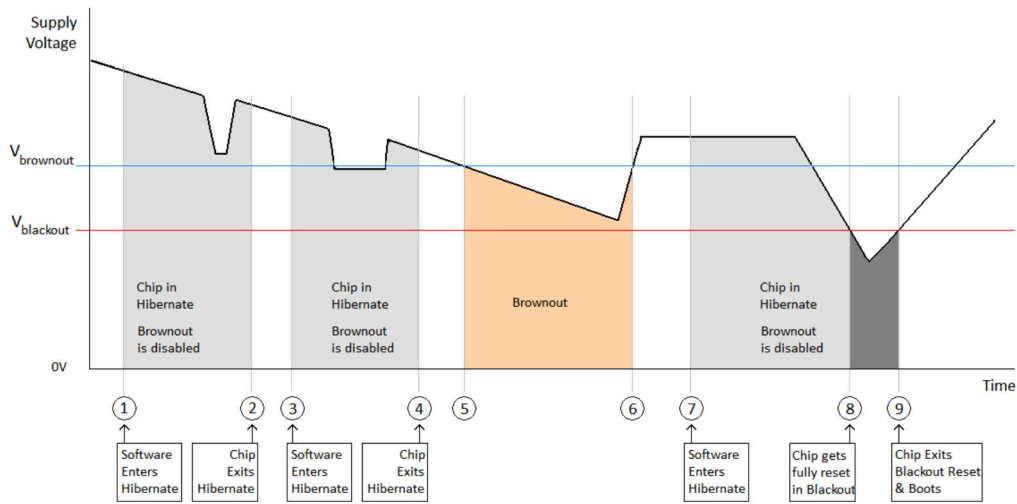 Supply
Voltage
Vbrownout
Vblackout
0V
Chip in
Hibernate
Brownout
is disabled
Chip in
Hibernate
Brownout
is disabled
Brownout
Chip in
Hibernate
Brownout
is disabled
Time
1 2 3 4 5 6 7 8 9
Software
Enters
Hibernate
Chip
Exits
Hibernate
Software
Enters
Hibernate
Chip
Exits
Hibernate
Software
Enters
Hibernate
Chip gets
fully reset
in Blackout
Chip Exits
Blackout Reset
& Boots